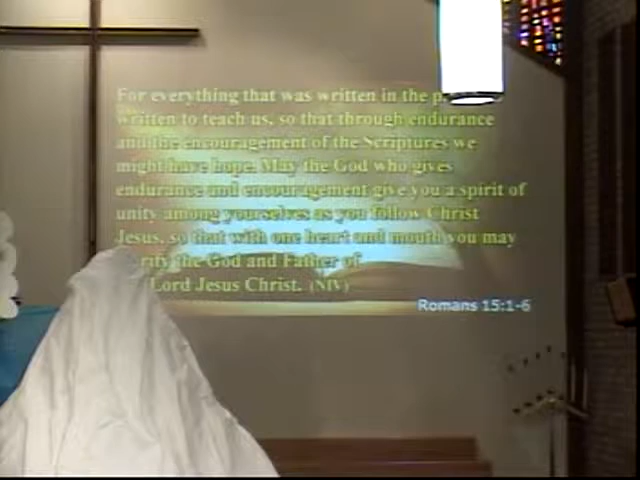 For everything that was written in the p
written to teach us, so that through endurance
and the encouragement of the Scriptures we
might have hope. May the God who gives
endurance and encouragement give you a spirit of
unity among yourselves as you follow Christ
Jesus, so that with one heart and mouth you may
rify the God and Father of
Lord Jesus Christ. (NIV)
Romans 15:1-6